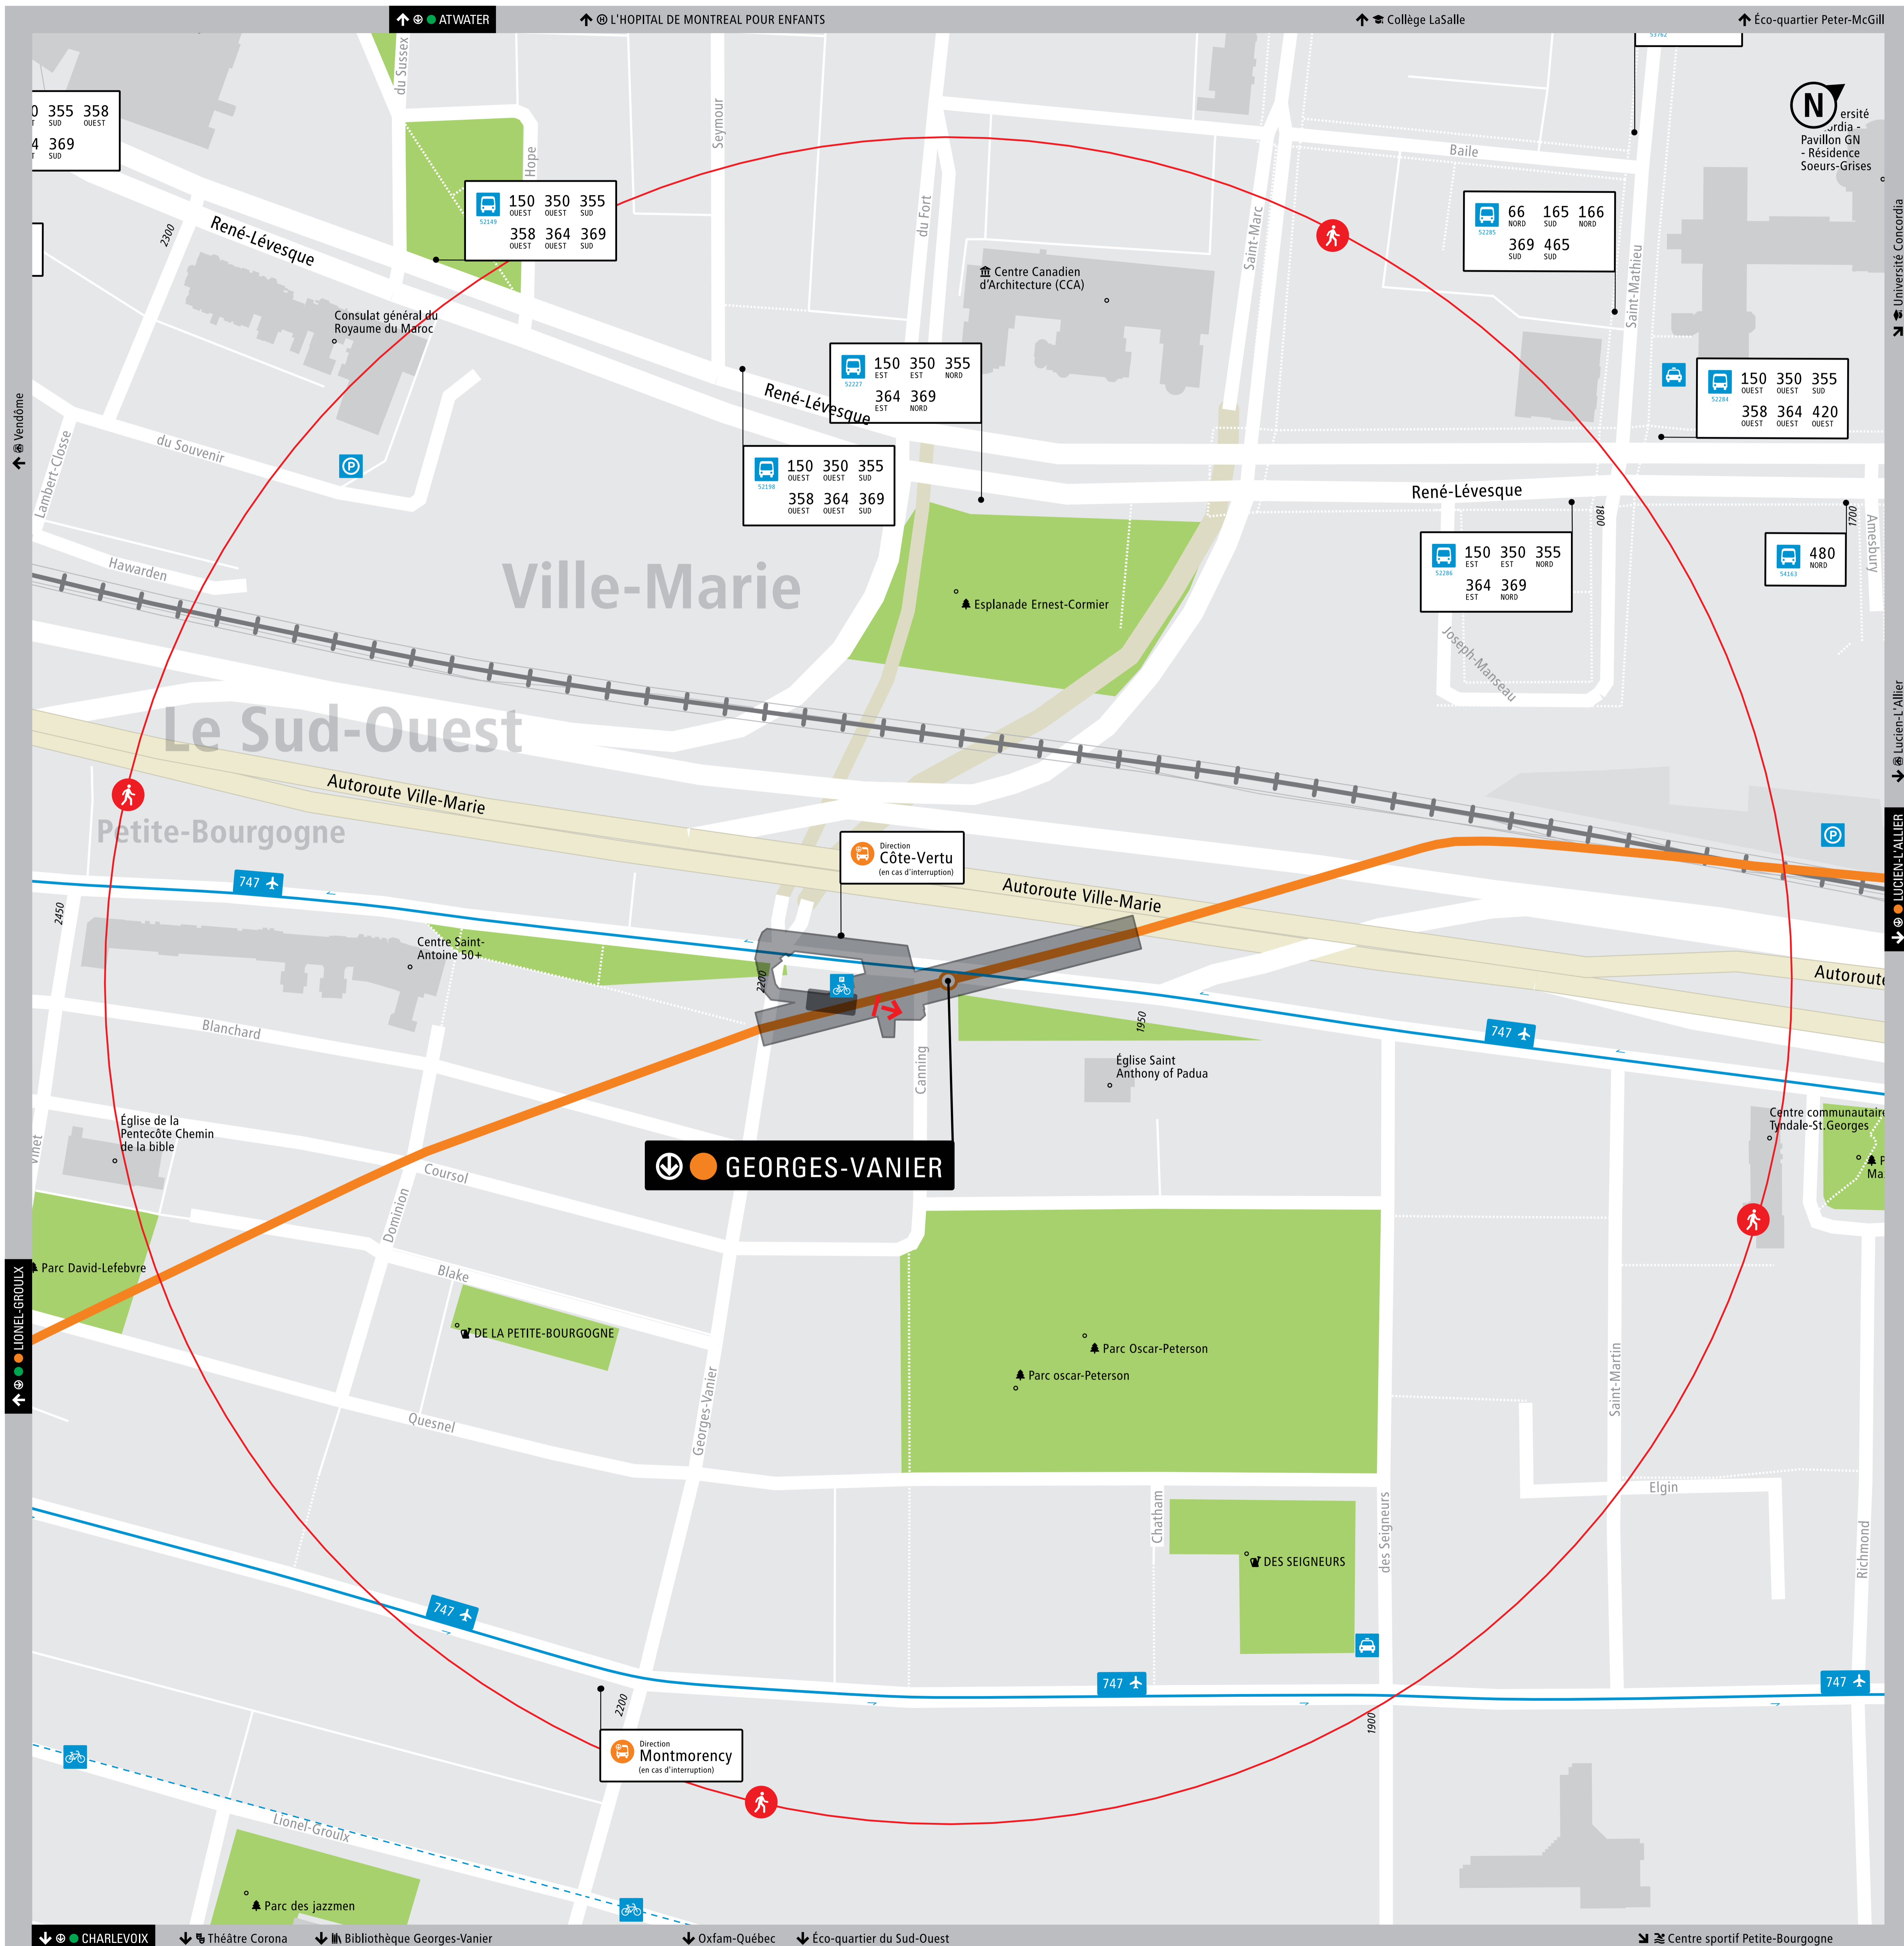 ATWATER
L'HOPITAL DE MONTREAL POUR ENFANTS
Collège LaSalle
Éco-quartier Peter-McGill
53762
355 358
SUD OUEST
369
SUD
du Sussex
Hope
Seymour
du Fort
Saint-Marc
Baile
N
Pavillon GN
- Résidence
Soeurs-Grises
150 350 355
OUEST OUEST SUD
52149
358 364 369
OUEST OUEST SUD
66 165 166
NORD SUD NORD
52285
369 465
SUD SUD
2300
René-Lévesque
Saint-Mathieu
Université Concordia
Centre Canadien
d'Architecture (CCA)
Consulat général du
Royaume du Maroc
150 350 355
EST EST NORD
52227
364 369
EST NORD
René-Lévesque
150 350 355
OUEST OUEST SUD
52284
358 364 420
OUEST OUEST OUEST
Vendôme
Lambert-Closse
du Souvenir
P
150 350 355
OUEST OUEST SUD
52198
358 364 369
OUEST OUEST SUD
René-Lévesque
1800
1700
Amesbury
150 350 355
EST EST NORD
52286
364 369
EST NORD
480
NORD
54163
Hawarden
Ville-Marie
Esplanade Ernest-Cormier
Joseph-Manseau
Le Sud-Ouest
Lucien-L'Allier
Autoroute Ville-Marie
Petite-Bourgogne
P
LUCIEN-L'ALLIER
Direction
Côte-Vertu
(en cas d'interruption)
747
Autoroute Ville-Marie
2450
Centre Saint-
Antoine 50+
2200
P
Autoroute
1950
747
Blanchard
Canning
Église Saint
Anthony of Padua
Église de la
Pentecôte Chemin
de la bible
Vinet
Centre communautaire
Tyndale-St.Georges
GEORGES-VANIER
Coursol
Dominion
LIONEL-GROULX
Parc David-Lefebvre
Blake
DE LA PETITE-BOURGOGNE
Parc Oscar-Peterson
Parc oscar-Peterson
Georges-Vanier
Quesnel
Saint-Martin
Elgin
Chatham
des Seigneurs
Richmond
DES SEIGNEURS
747
747
747
2200
1900
Direction
Montmorency
(en cas d'interruption)
Lionel-Groulx
Parc des jazzmen
CHARLEVOIX
Théâtre Corona
Bibliothèque Georges-Vanier
Oxfam-Québec
Éco-quartier du Sud-Ouest
Centre sportif Petite-Bourgogne